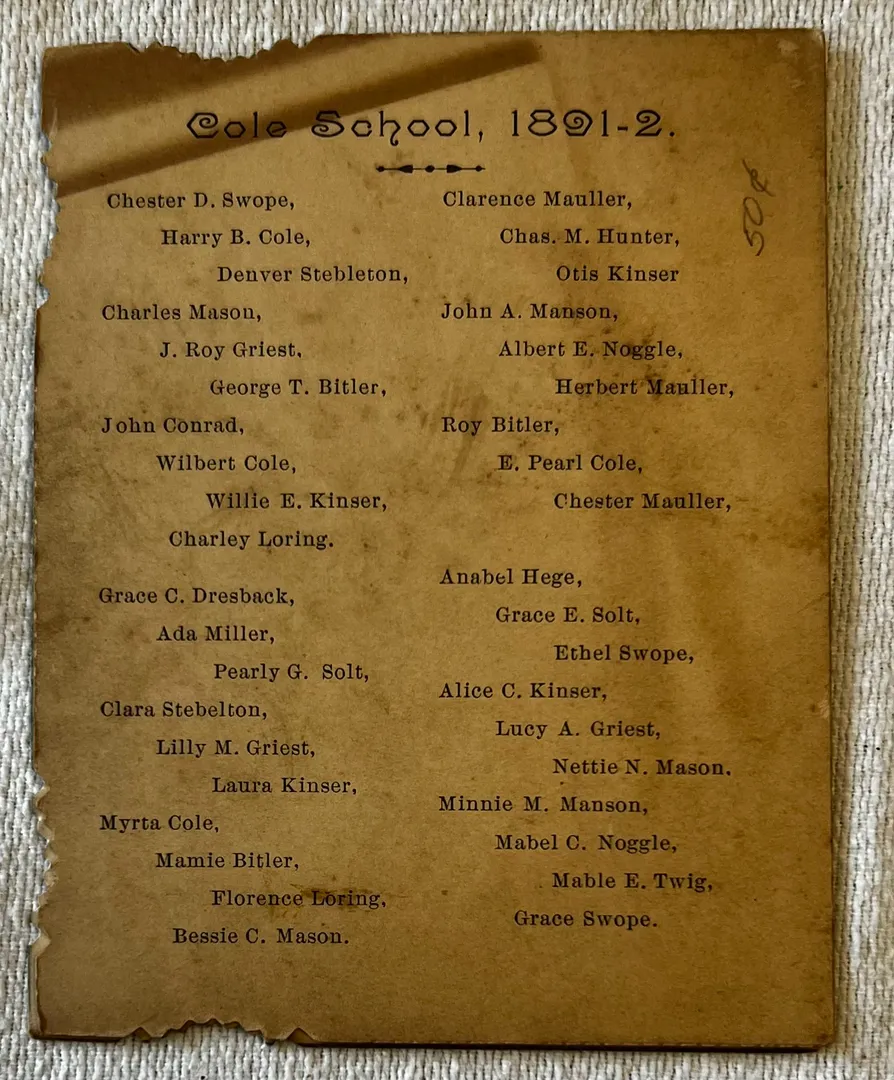 Cole School, 1891-2.
Chester D. Swope,
Harry B. Cole,
Denver Stebleton,
Charles Mason,
J. Roy Griest,
George T. Bitler,
John Conrad,
Wilbert Cole,
Willie E. Kinser,
Charley Loring.
Grace C. Dresback,
Ada Miller,
Pearly G. Solt,
Clara Stebelton,
Lilly M. Griest,
Laura Kinser,
Myrta Cole,
Mamie Bitler,
Florence Loring,
Bessie C. Mason.
Clarence Mauller,
Chas. M. Hunter,
Otis Kinser
John A. Manson,
Albert E. Noggle,
Herbert Mauller,
Roy Bitler,
E. Pearl Cole,
Chester Mauller,
Anabel Hege,
Grace E. Solt,
Ethel Swope,
Alice C. Kinser,
Lucy A. Griest,
Nettie N. Mason,
Minnie M. Manson,
Mabel C. Noggle,
Mable E. Twig,
Grace Swope.
50¢